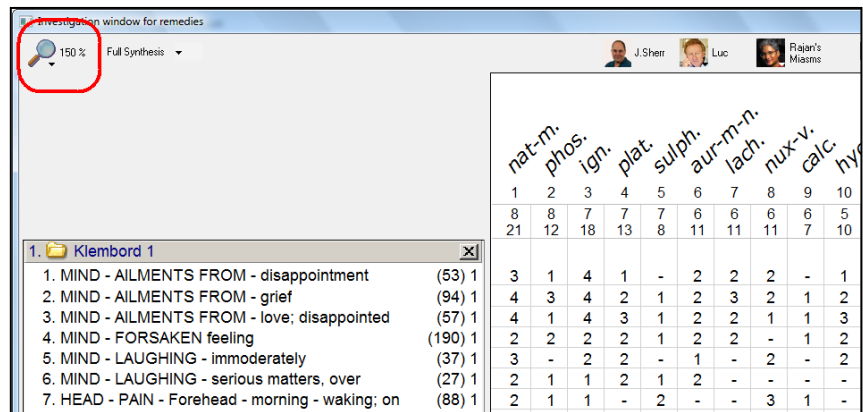 Investigation window for remedies
150 % Full Synthesis J.Sherr Luc Rajan's
Miasms
nat-m. phos. ign. plat. sulph. aur-m-n. lach. nux-v. calc. hy
1 2 3 4 5 6 7 8 9 10
8 8 7 7 7 6 6 6 6 5
21 12 18 13 8 11 11 11 7 10
1. Klembord 1
1. MIND - AILMENTS FROM - disappointment (53) 1 3 1 4 1 - 2 2 2 - 1
2. MIND - AILMENTS FROM - grief (94) 1 4 3 4 2 1 2 3 2 1 2
3. MIND - AILMENTS FROM - love; disappointed (57) 1 4 1 4 3 1 2 2 1 1 3
4. MIND - FORSAKEN feeling (190) 1 2 2 2 2 1 2 2 - 1 2
5. MIND - LAUGHING - immoderately (37) 1 3 - 2 2 - 1 - 2 - 2
6. MIND - LAUGHING - serious matters, over (27) 1 2 1 1 2 1 2 - - - -
7. HEAD - PAIN - Forehead - morning - waking; on (88) 1 2 1 1 - 2 - - 3 1 -